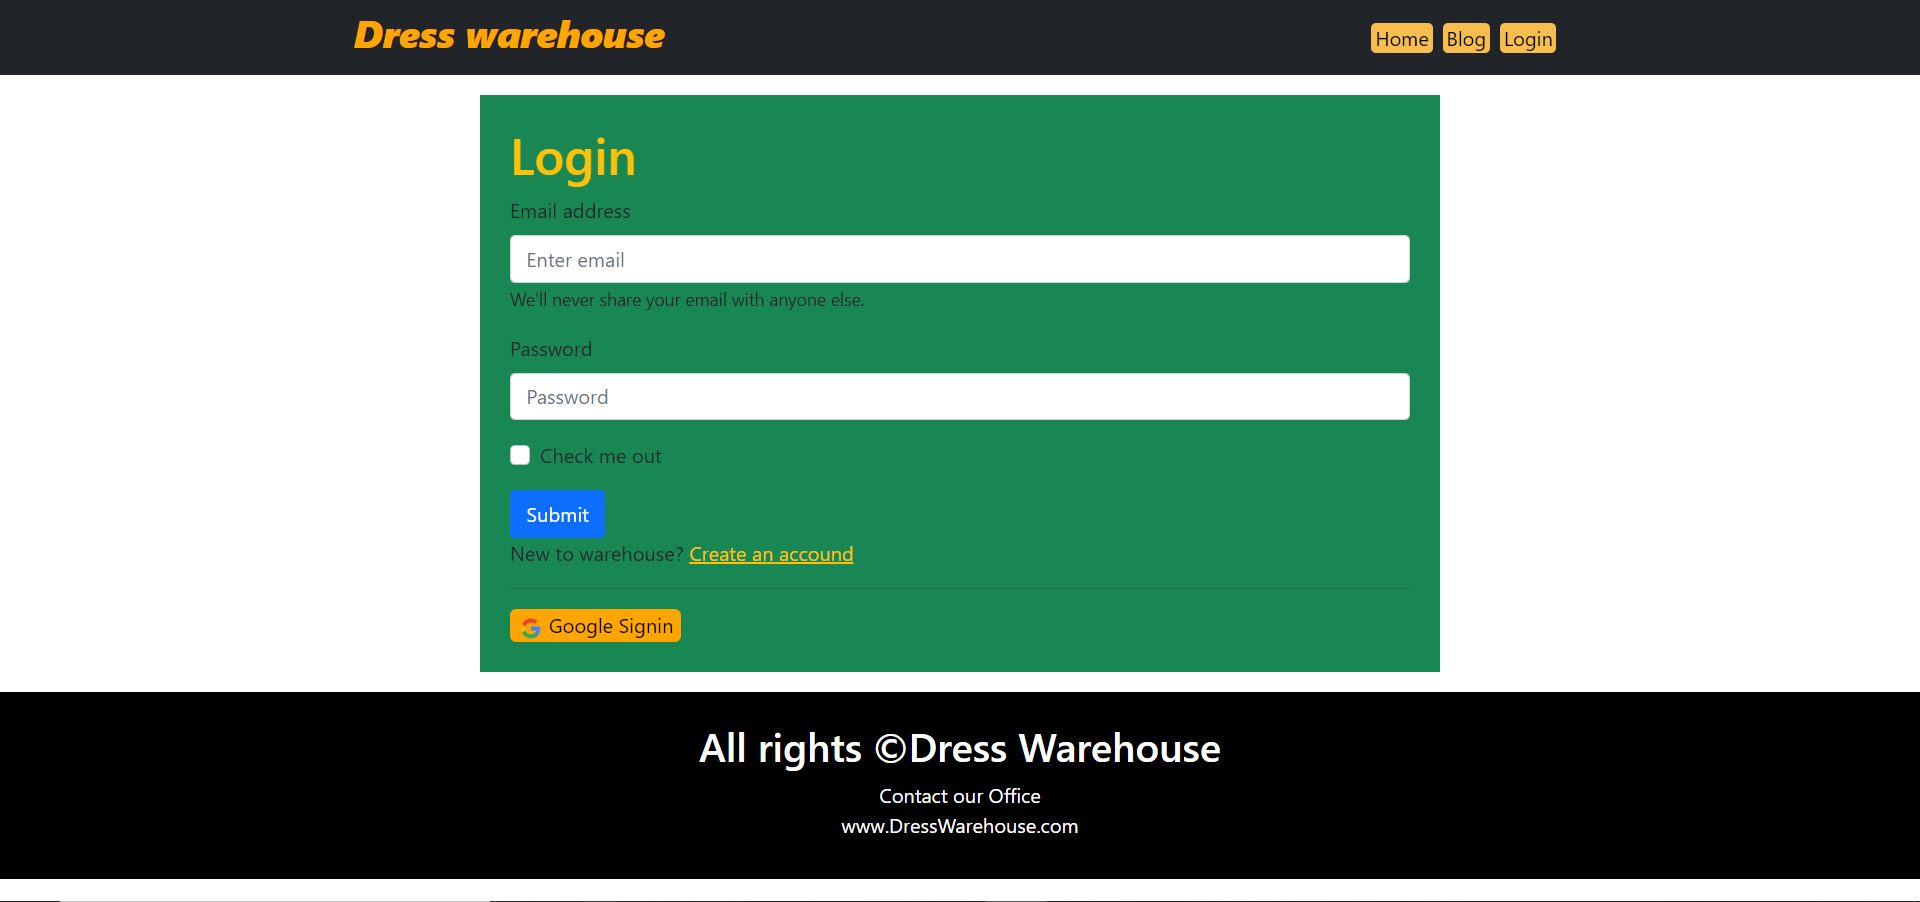 Dress warehouse
Home Blog Login
Login
Email address
Enter email
We'll never share your email with anyone else.
Password
Password
Check me out
Submit
New to warehouse? Create an accound
Google Signin
All rights ©Dress Warehouse
Contact our Office
www.DressWarehouse.com